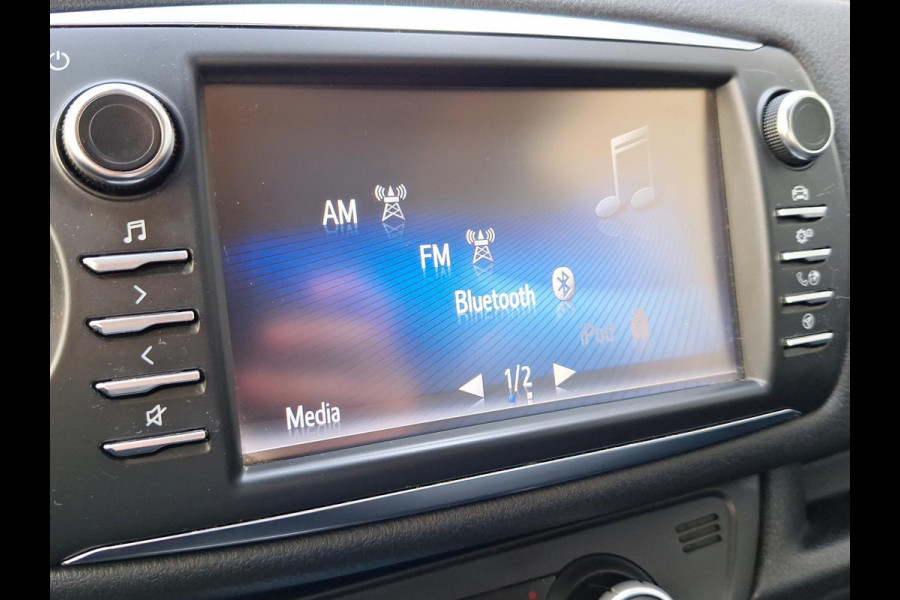 AM
FM
Bluetooth
iPod
1/2
Media